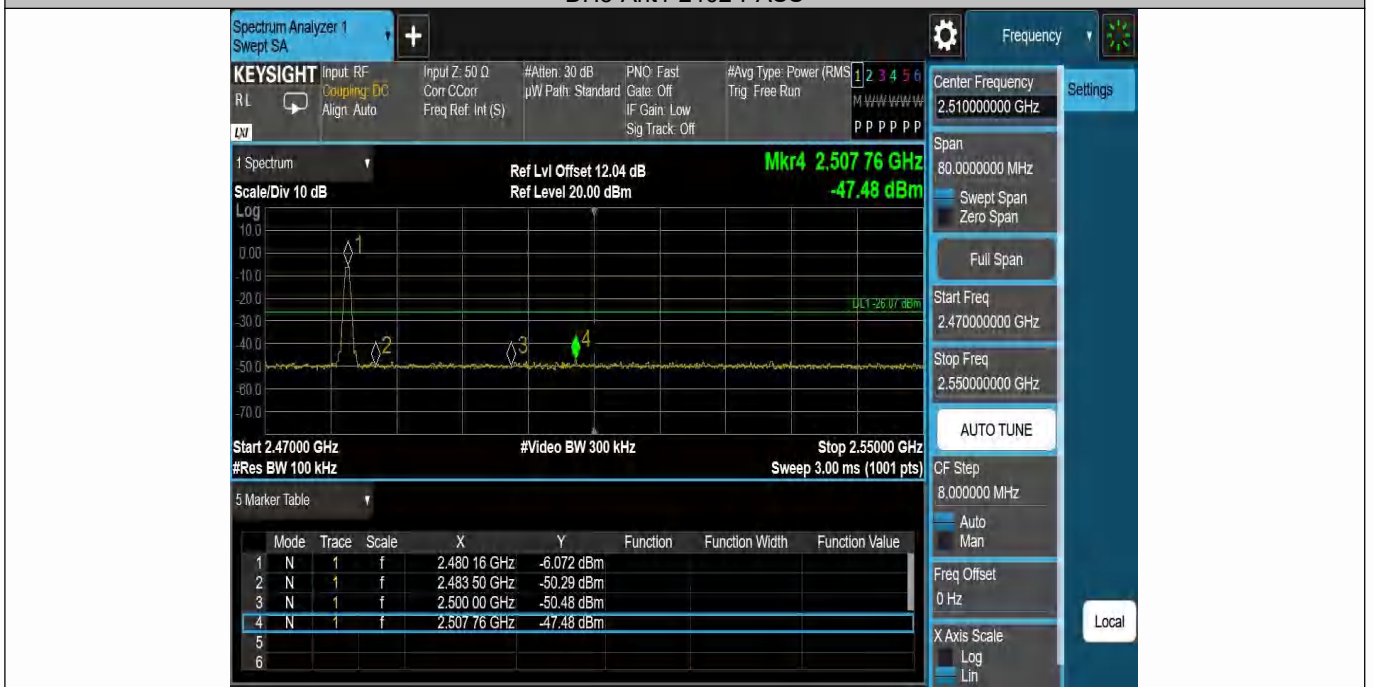 Spectrum Analyzer 1
Swept SA
+
Frequency
KEYSIGHT
RL
LXI
Input: RF
Coupling: DC
Align: Auto
Input Z: 50 Ω
Corr CCorr
Freq Ref: Int (S)
#Atten: 30 dB
µW Path: Standard
PNO: Fast
Gate: Off
IF Gain: Low
Sig Track: Off
#Avg Type: Power (RMS
Trig: Free Run
1 2 3 4 5 6
M W W W W W
P P P P P P
1 Spectrum
Scale/Div 10 dB
Ref Lvl Offset 12.04 dB
Ref Level 20.00 dBm
Mkr4 2.507 76 GHz
-47.48 dBm
Log
10.0
0.00
-10.0
-20.0
-30.0
-40.0
-50.0
-60.0
-70.0
1
2
3
4
DL1 -26.07 dBm
Start 2.47000 GHz
#Video BW 300 kHz
Stop 2.55000 GHz
#Res BW 100 kHz
Sweep 3.00 ms (1001 pts)
5 Marker Table
Mode Trace Scale X Y Function Function Width Function Value
1 N 1 f 2.480 16 GHz -6.072 dBm
2 N 1 f 2.483 50 GHz -50.29 dBm
3 N 1 f 2.500 00 GHz -50.48 dBm
4 N 1 f 2.507 76 GHz -47.48 dBm
5
6
Center Frequency
2.510000000 GHz
Settings
Span
80.0000000 MHz
Swept Span
Zero Span
Full Span
Start Freq
2.470000000 GHz
Stop Freq
2.550000000 GHz
AUTO TUNE
CF Step
8.000000 MHz
Auto
Man
Freq Offset
0 Hz
X Axis Scale
Log
Lin
Local